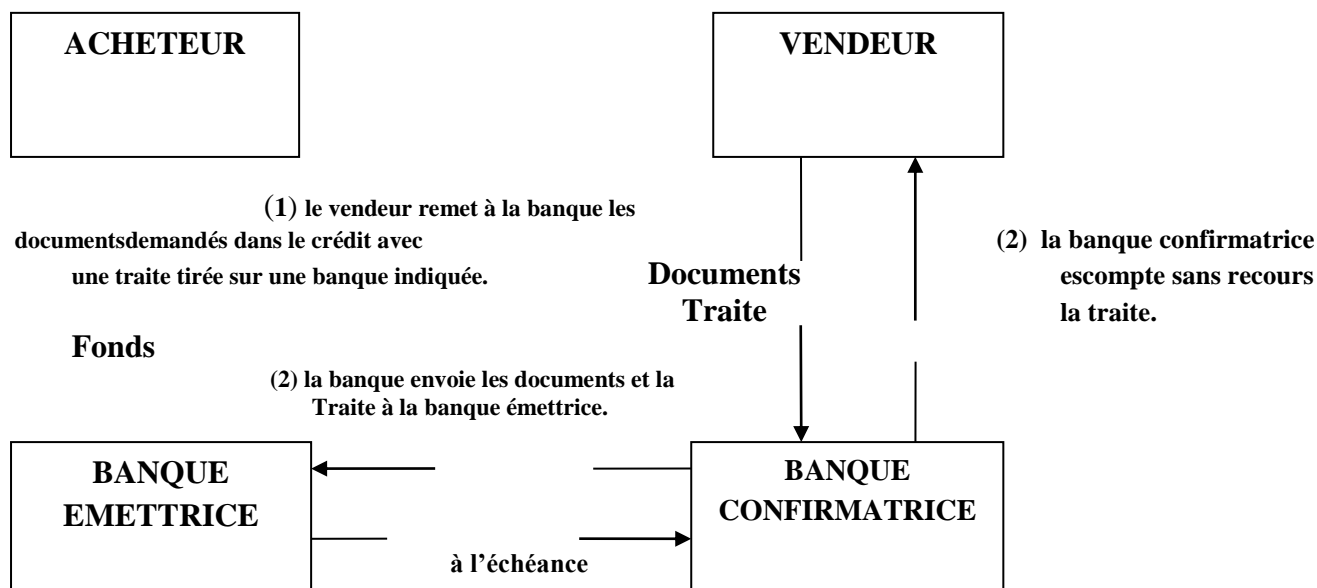 ACHETEUR
VENDEUR
(1) le vendeur remet à la banque les
documentsdemandés dans le crédit avec
une traite tirée sur une banque indiquée.
(2) la banque confirmatrice
escompte sans recours
la traite.
Documents
Traite
Fonds
(2) la banque envoie les documents et la
Traite à la banque émettrice.
BANQUE
EMETTRICE
BANQUE
CONFIRMATRICE
à l'échéance